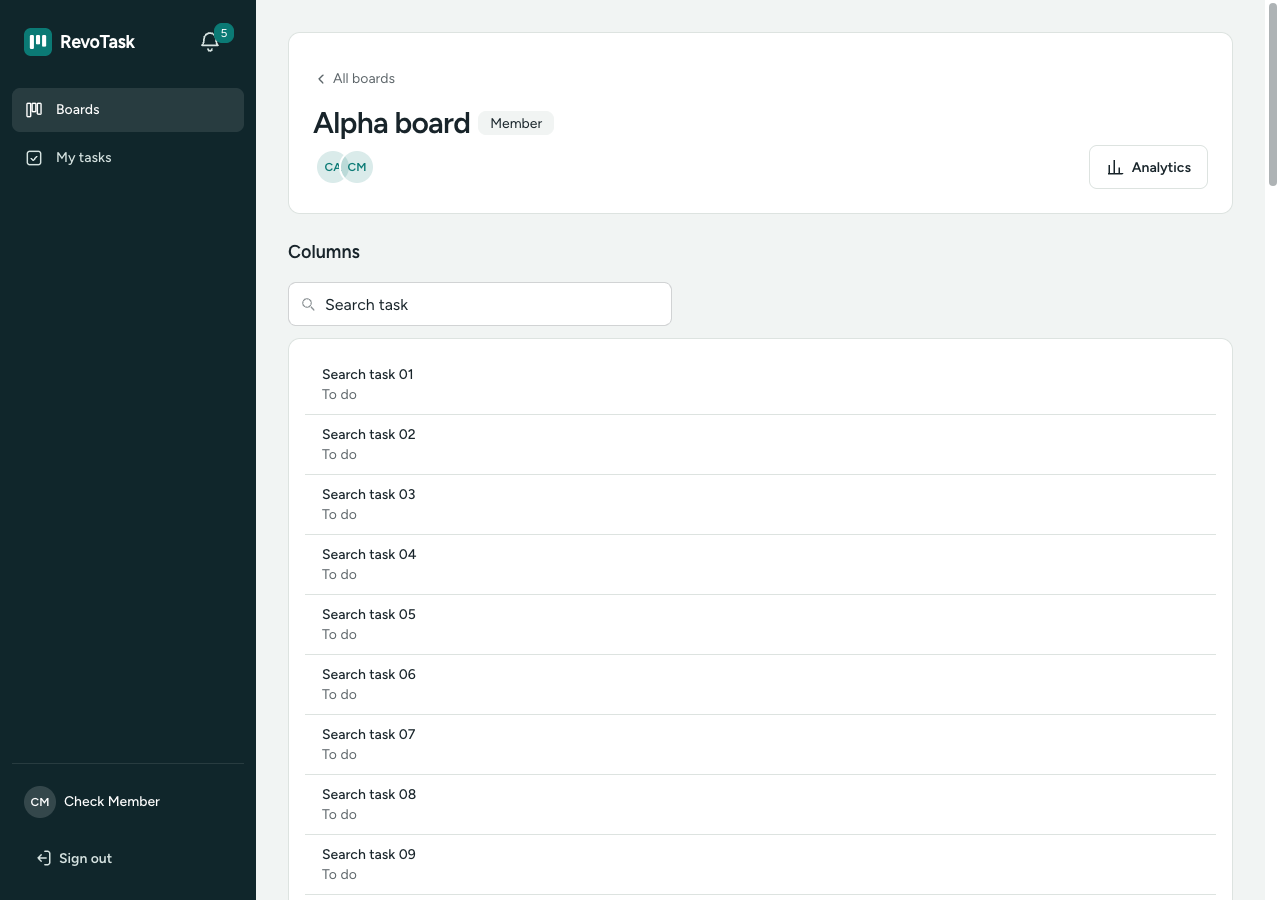 RevoTask
5
Boards
My tasks
Check Member
CM
Sign out
All boards
Alpha board
Member
CA
CM
Analytics
Columns
Search task
Search task 01
To do
Search task 02
To do
Search task 03
To do
Search task 04
To do
Search task 05
To do
Search task 06
To do
Search task 07
To do
Search task 08
To do
Search task 09
To do